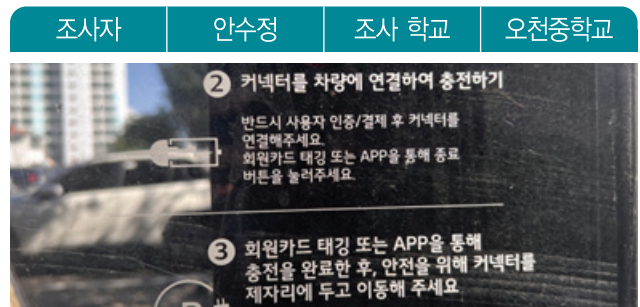 조사자 안수정 조사 학교 오천중학교
2 커넥터를 차량에 연결하여 충전하기
반드시 사용자 인증/결제 후 커넥터를
연결해주세요.
회원카드 태깅 또는 APP을 통해 종료
버튼을 눌러주세요.
3 회원카드 태깅 또는 APP을 통해
충전을 완료한 후, 안전을 위해 커넥터를
제자리에 두고 이동해 주세요.